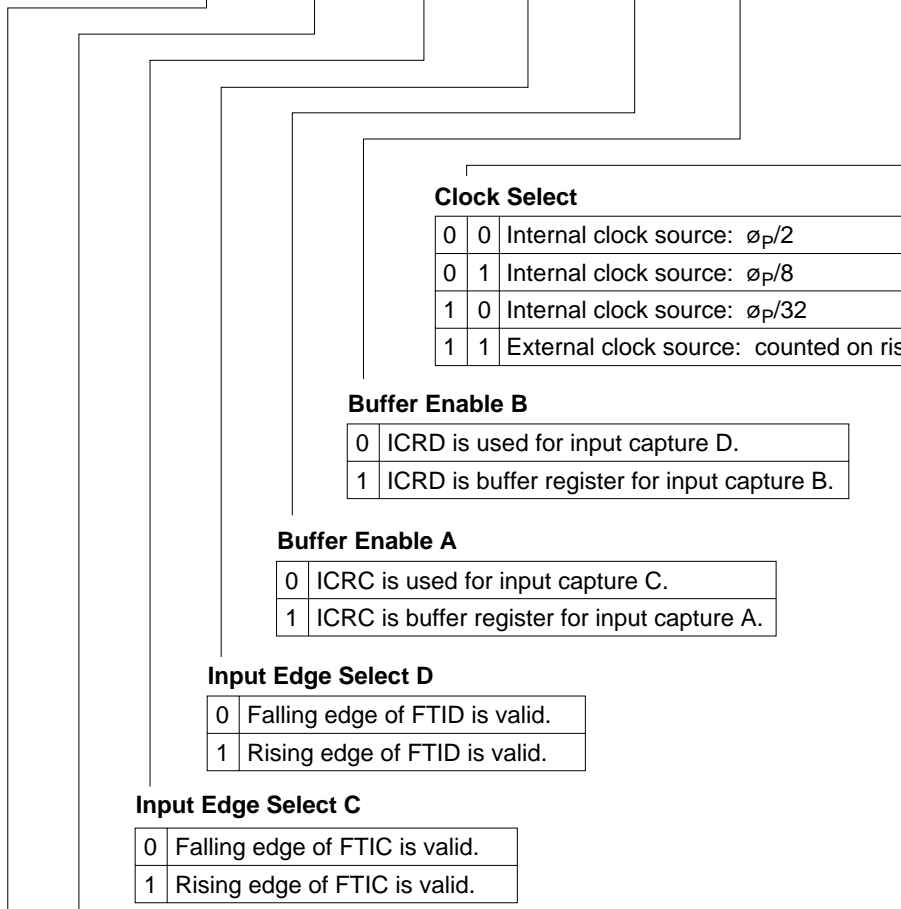 Clock Select
0 0 Internal clock source: øP/2
0 1 Internal clock source: øP/8
1 0 Internal clock source: øP/32
1 1 External clock source: counted on ris
Buffer Enable B
0 ICRD is used for input capture D.
1 ICRD is buffer register for input capture B.
Buffer Enable A
0 ICRC is used for input capture C.
1 ICRC is buffer register for input capture A.
Input Edge Select D
0 Falling edge of FTID is valid.
1 Rising edge of FTID is valid.
Input Edge Select C
0 Falling edge of FTIC is valid.
1 Rising edge of FTIC is valid.